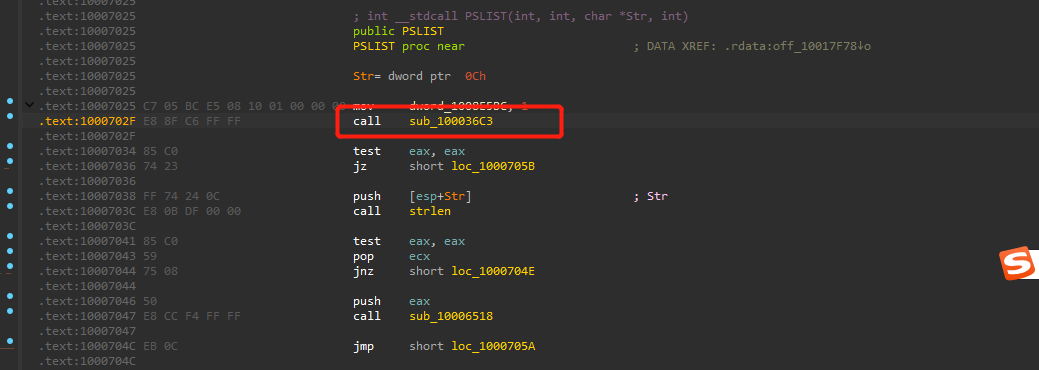 .text:10007025
.text:10007025 ; int __stdcall PSLIST(int, int, char *Str, int)
.text:10007025 public PSLIST
.text:10007025 PSLIST proc near ; DATA XREF: .rdata:off_10017F78↓o
.text:10007025
.text:10007025 Str= dword ptr 0Ch
.text:10007025
.text:10007025 C7 05 BC E5 08 10 01 00 00 00 mov dword_1008E5BC, 1
.text:1000702F E8 8F C6 FF FF call sub_100036C3
.text:1000702F
.text:10007034 85 C0 test eax, eax
.text:10007036 74 23 jz short loc_1000705B
.text:10007036
.text:10007038 FF 74 24 0C push [esp+Str] ; Str
.text:1000703C E8 0B DF 00 00 call strlen
.text:1000703C
.text:10007041 85 C0 test eax, eax
.text:10007043 59 pop ecx
.text:10007044 75 08 jnz short loc_1000704E
.text:10007044
.text:10007046 50 push eax
.text:10007047 E8 CC F4 FF FF call sub_10006518
.text:10007047
.text:1000704C EB 0C jmp short loc_1000705A
.text:1000704C
S